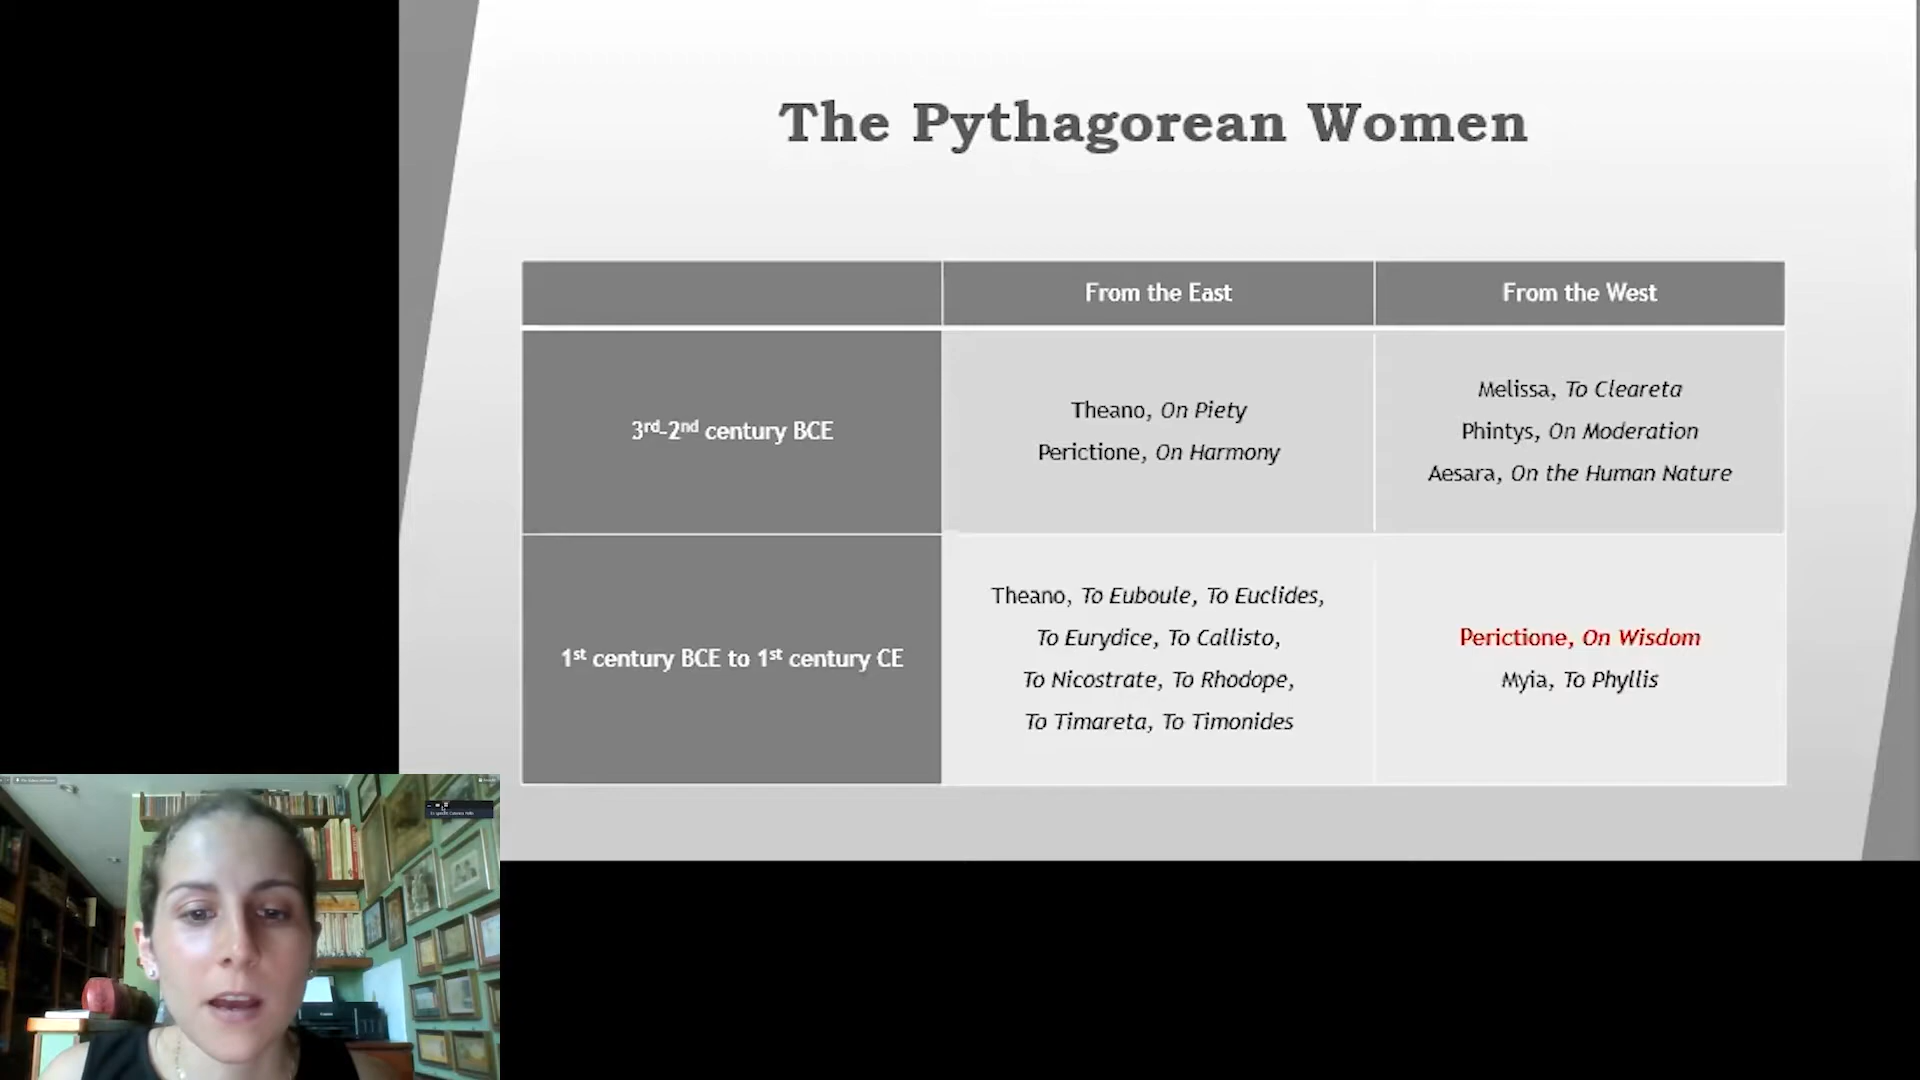 The Pythagorean Women
From the East
From the West
3rd-2nd century BCE
Theano, On Piety
Perictione, On Harmony
Melissa, To Cleareta
Phintys, On Moderation
Aesara, On the Human Nature
1st century BCE to 1st century CE
Theano, To Euboule, To Euclides,
To Eurydice, To Callisto,
To Nicostrate, To Rhodope,
To Timareta, To Timonides
Perictione, On Wisdom
Myia, To Phyllis